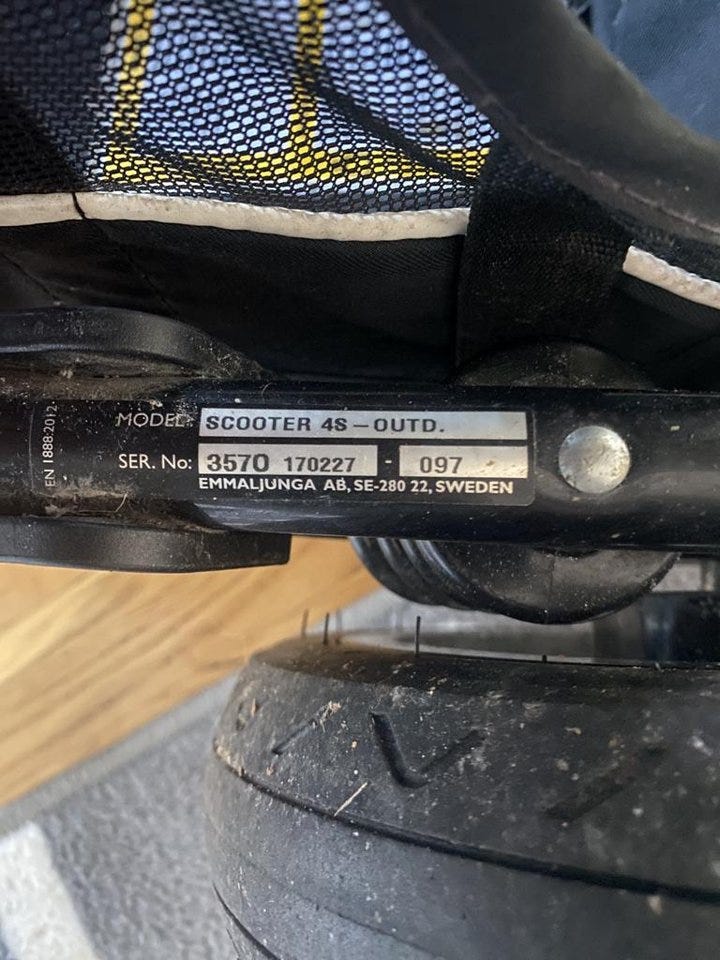 EN 1888:2012
MODEL: SCOOTER 4S – OUTD.
SER. No: 3570 170227 - 097
EMMALJUNGA AB, SE-280 22, SWEDEN